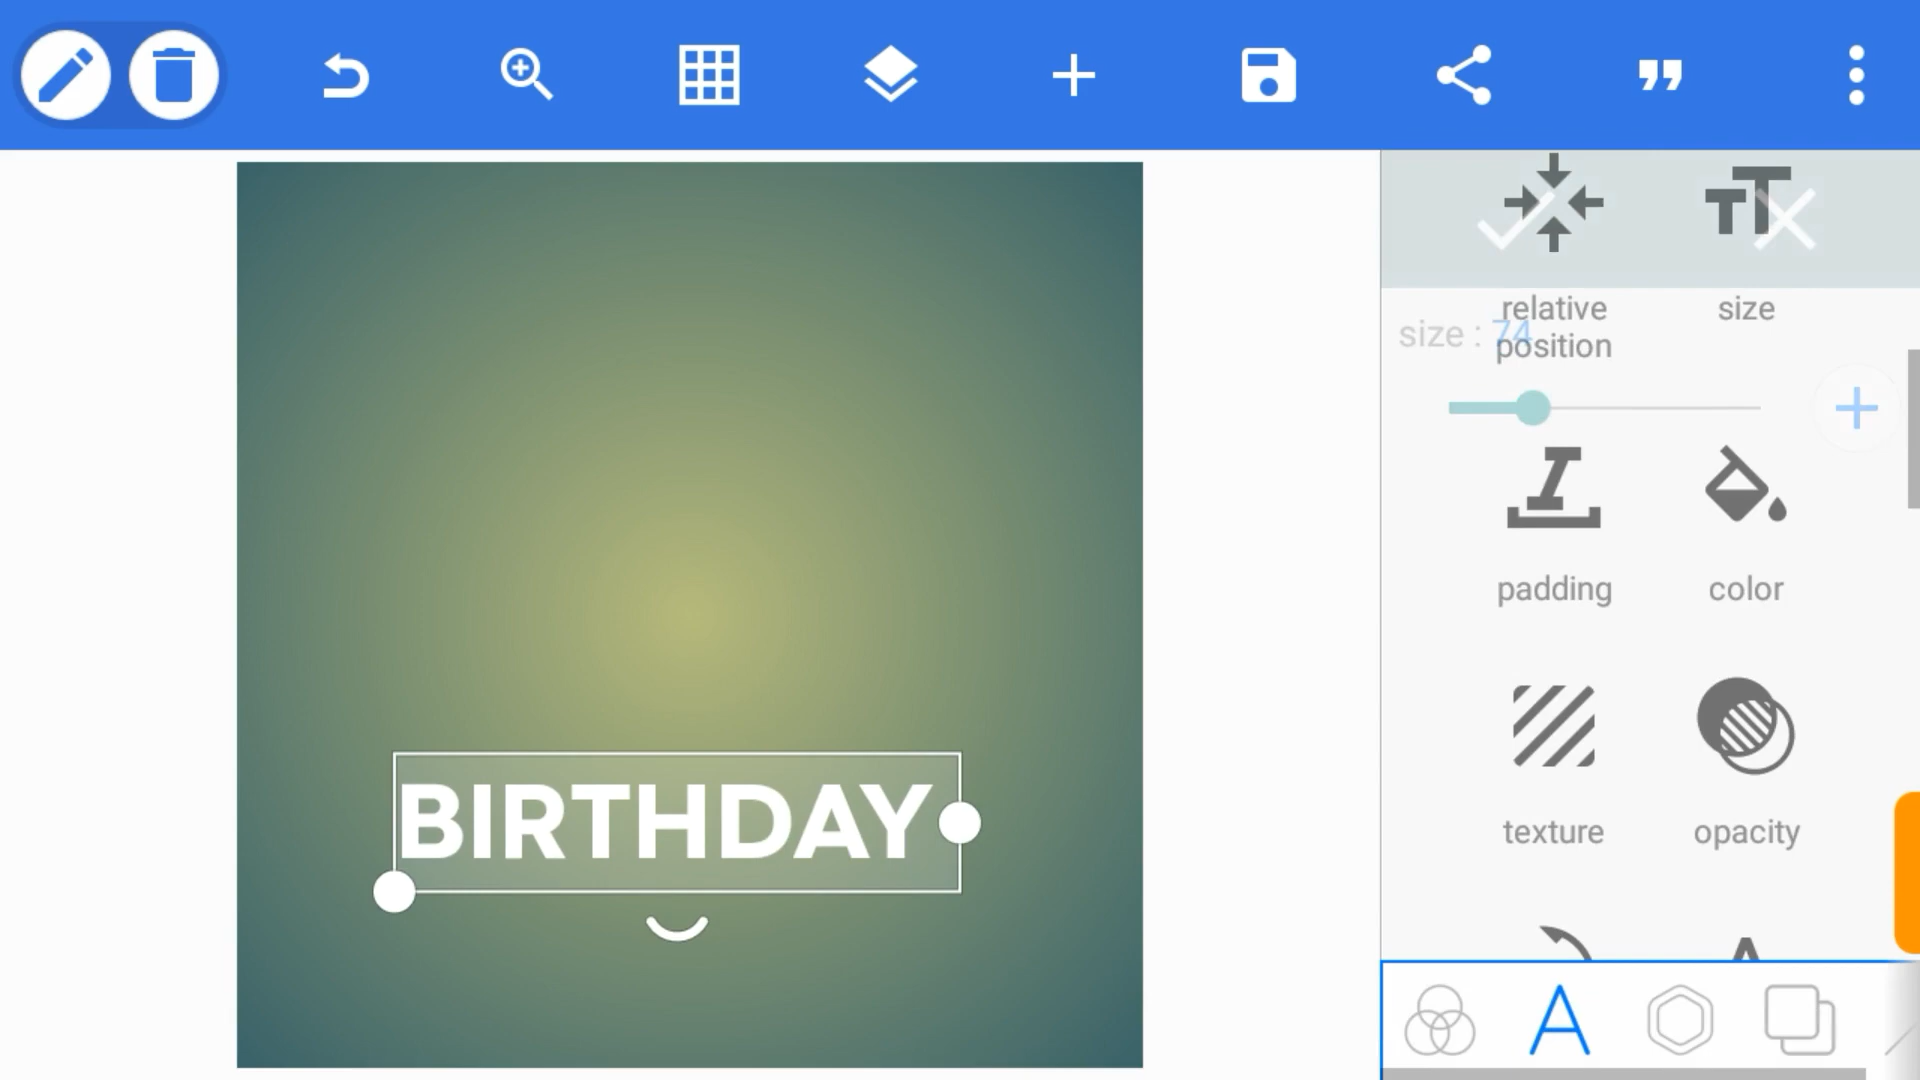 relative
position
size
size : 74
padding
color
BIRTHDAY
texture
opacity